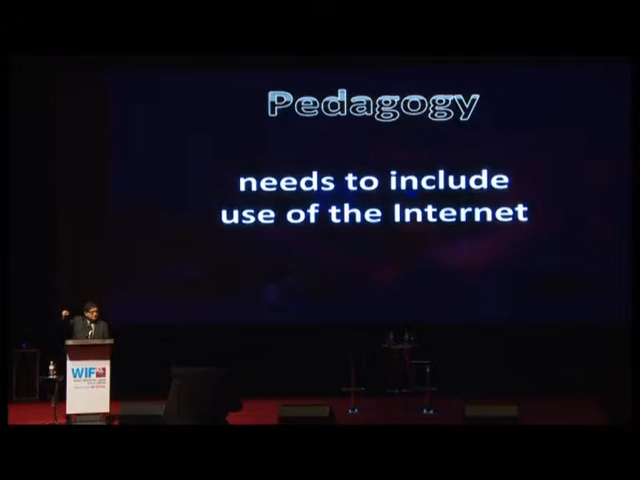 Pedagogy
needs to include
use of the Internet
WIF